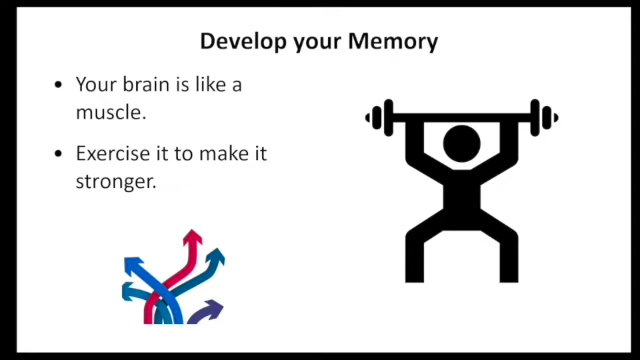 Develop your Memory
• Your brain is like a
muscle.
• Exercise it to make it
stronger.